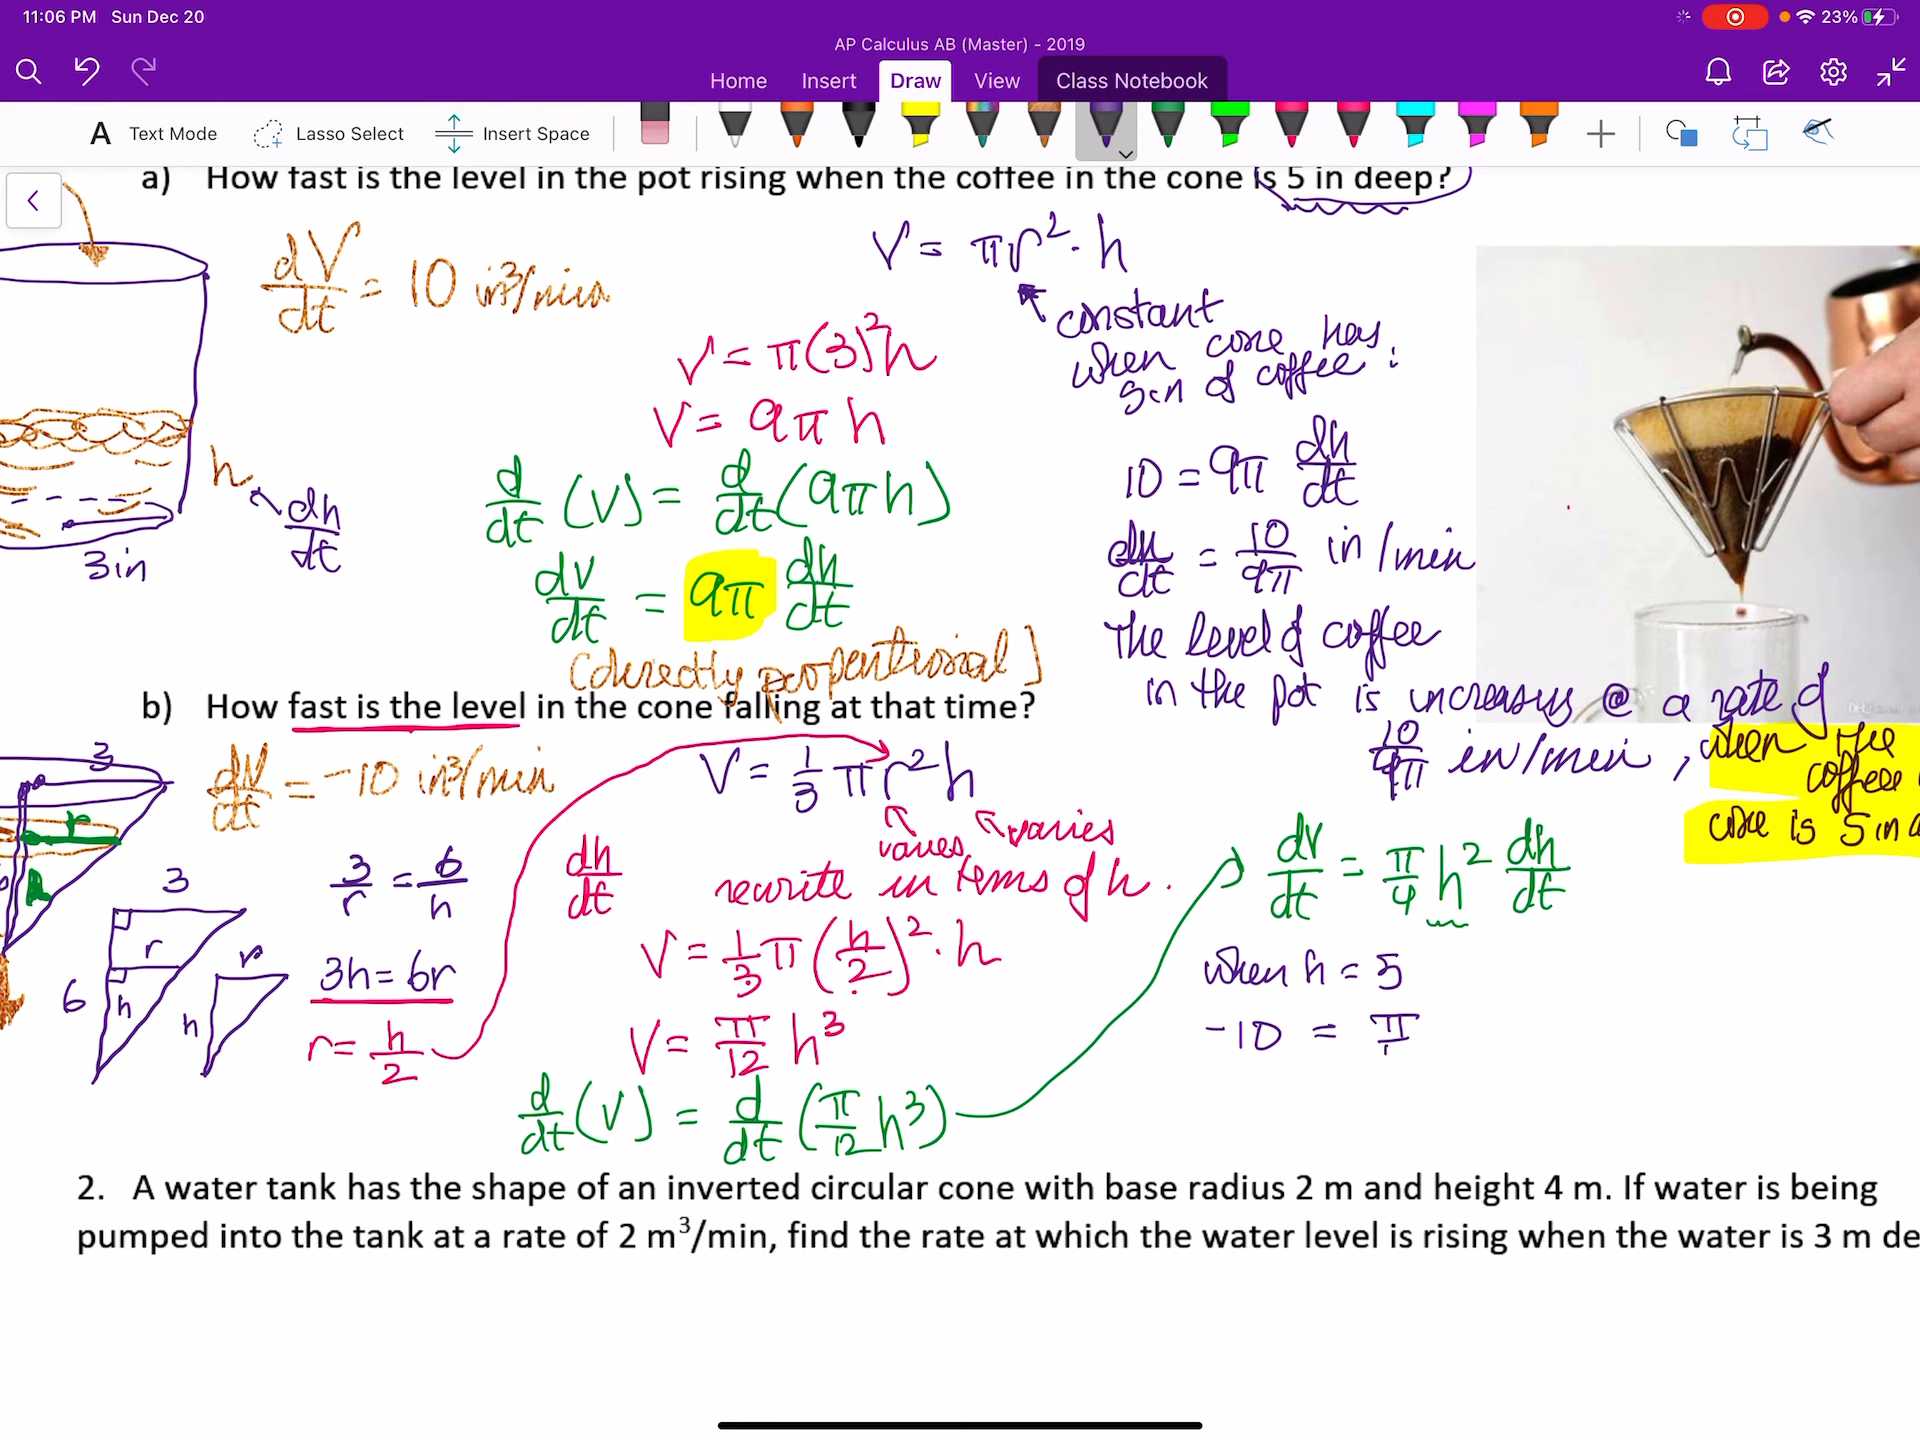 11:06 PM Sun Dec 20
23%
AP Calculus AB (Master) - 2019
Home Insert Draw View Class Notebook
A Text Mode Lasso Select Insert Space
a) How fast is the level in the pot rising when the coffee in the cone is 5 in deep?
dV/dt = 10 in³/min
V = πr²·h
constant
when cone has
5in of coffee.
V = π(3)²h
V = 9πh
h
dh/dt
3in
d/dt (V) = d/dt (9πh)
dV/dt = 9π dh/dt
(directly proportional)
10 = 9π dh/dt
dh/dt = 10/9π in/min
The level of coffee
in the pot is increasing @ a rate of
10/9π in/min, when the
coffee
cone is 5 in
b) How fast is the level in the cone falling at that time?
3
r
h
dV/dt = -10 in³/min
V = 1/3 πr²h
varies varies
dh/dt
rewrite in terms of h.
3/r = 6/h
3h = 6r
r = h/2
3
r
6
h
r
h
V = 1/3 π (h/2)²·h
V = π/12 h³
d/dt (V) = d/dt (π/12 h³)
dV/dt = π/4 h² dh/dt
when h = 5
-10 = π
2. A water tank has the shape of an inverted circular cone with base radius 2 m and height 4 m. If water is being
pumped into the tank at a rate of 2 m³/min, find the rate at which the water level is rising when the water is 3 m de